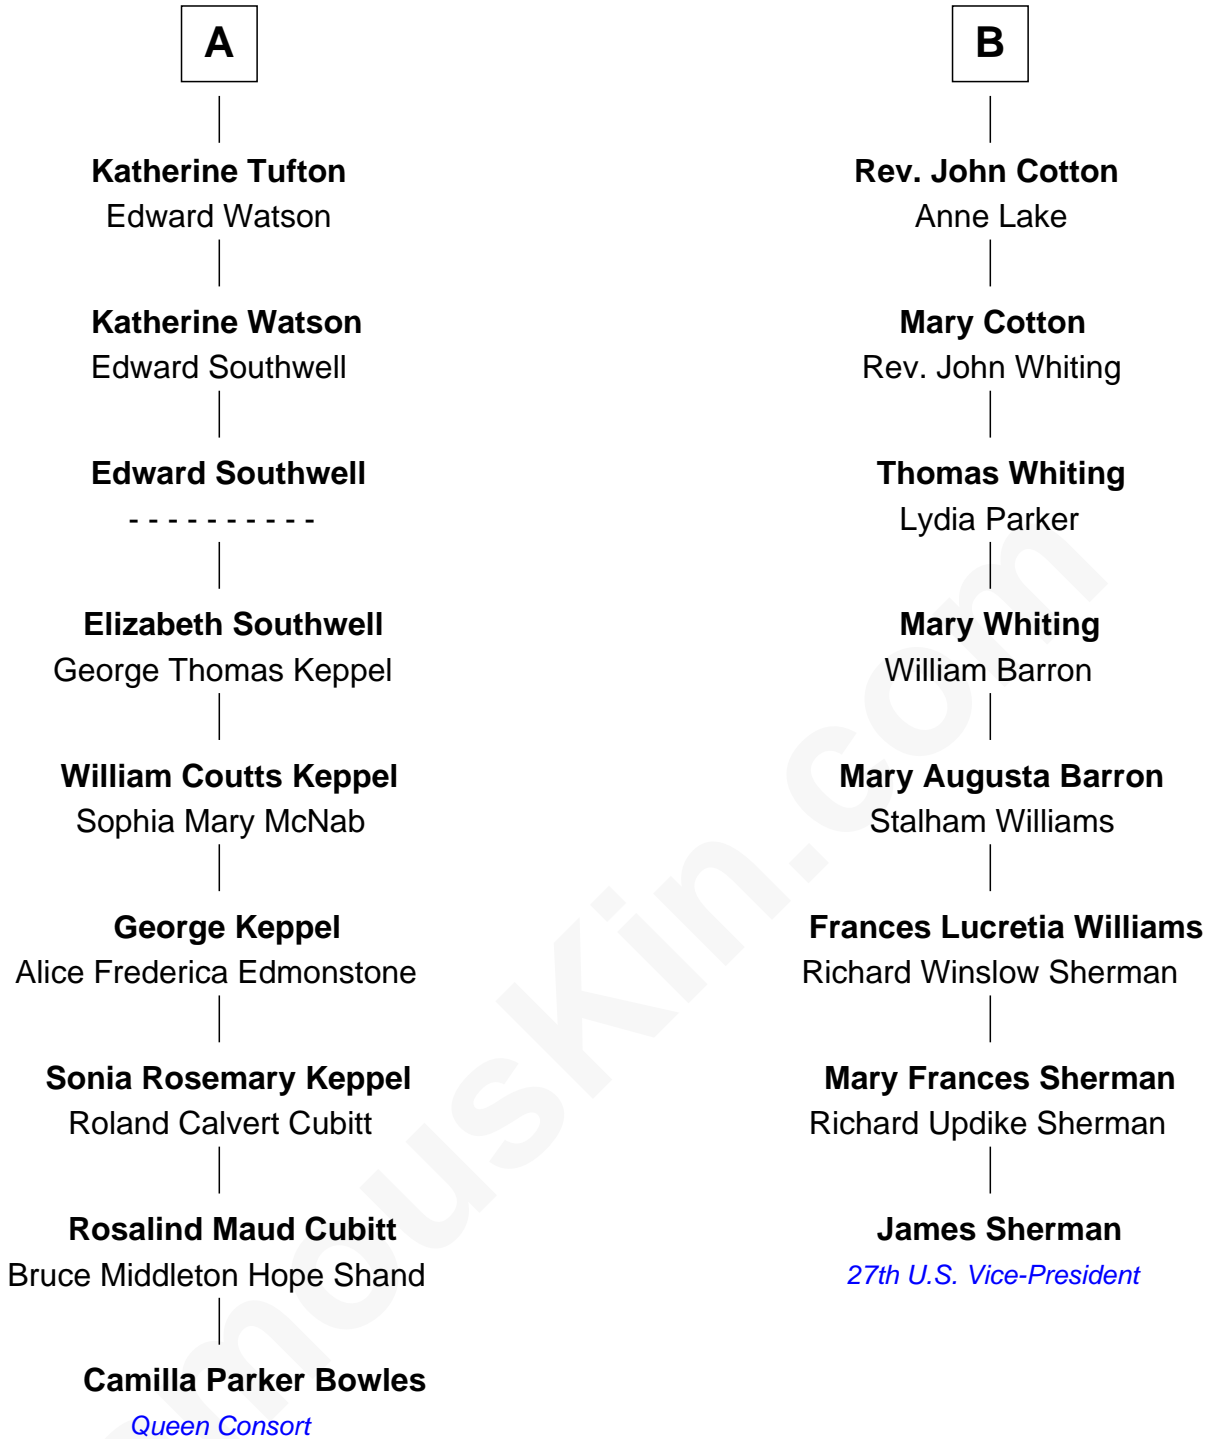 A
Katherine Tufton
Edward Watson
Katherine Watson
Edward Southwell
Edward Southwell
- - - - - - - - - -
Elizabeth Southwell
George Thomas Keppel
William Coutts Keppel
Sophia Mary McNab
George Keppel
Alice Frederica Edmonstone
Sonia Rosemary Keppel
Roland Calvert Cubitt
Rosalind Maud Cubitt
Bruce Middleton Hope Shand
Camilla Parker Bowles
Queen Consort
B
Rev. John Cotton
Anne Lake
Mary Cotton
Rev. John Whiting
Thomas Whiting
Lydia Parker
Mary Whiting
William Barron
Mary Augusta Barron
Stalham Williams
Frances Lucretia Williams
Richard Winslow Sherman
Mary Frances Sherman
Richard Updike Sherman
James Sherman
27th U.S. Vice-President
omousKin.com